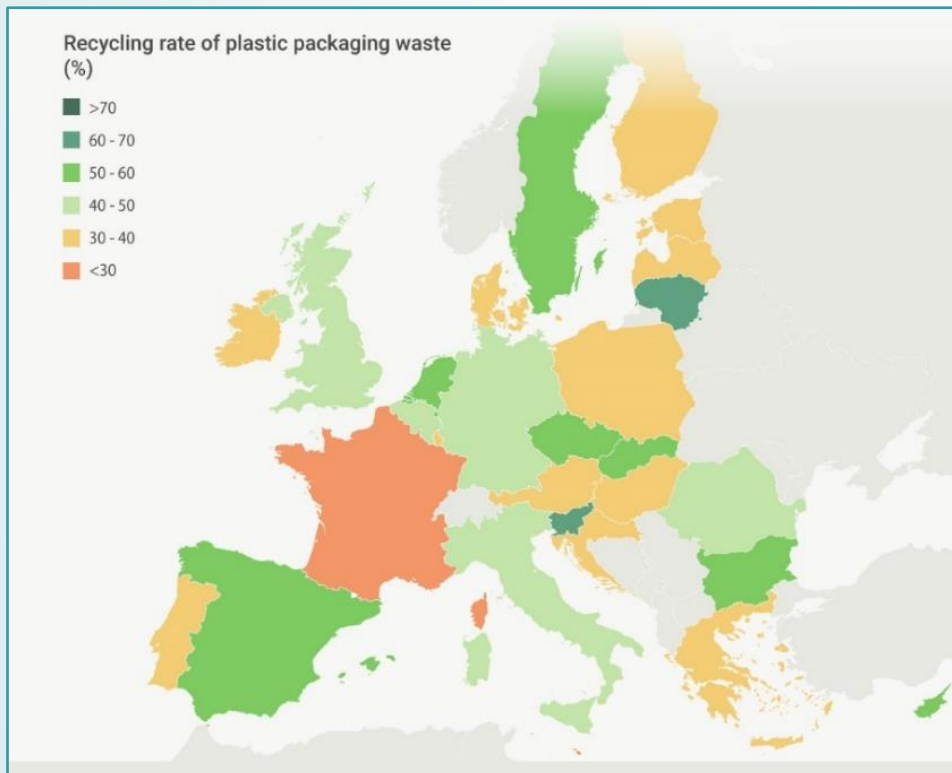 Recycling rate of plastic packaging waste
(%)
>70
60 - 70
50 - 60
40 - 50
30 - 40
<30